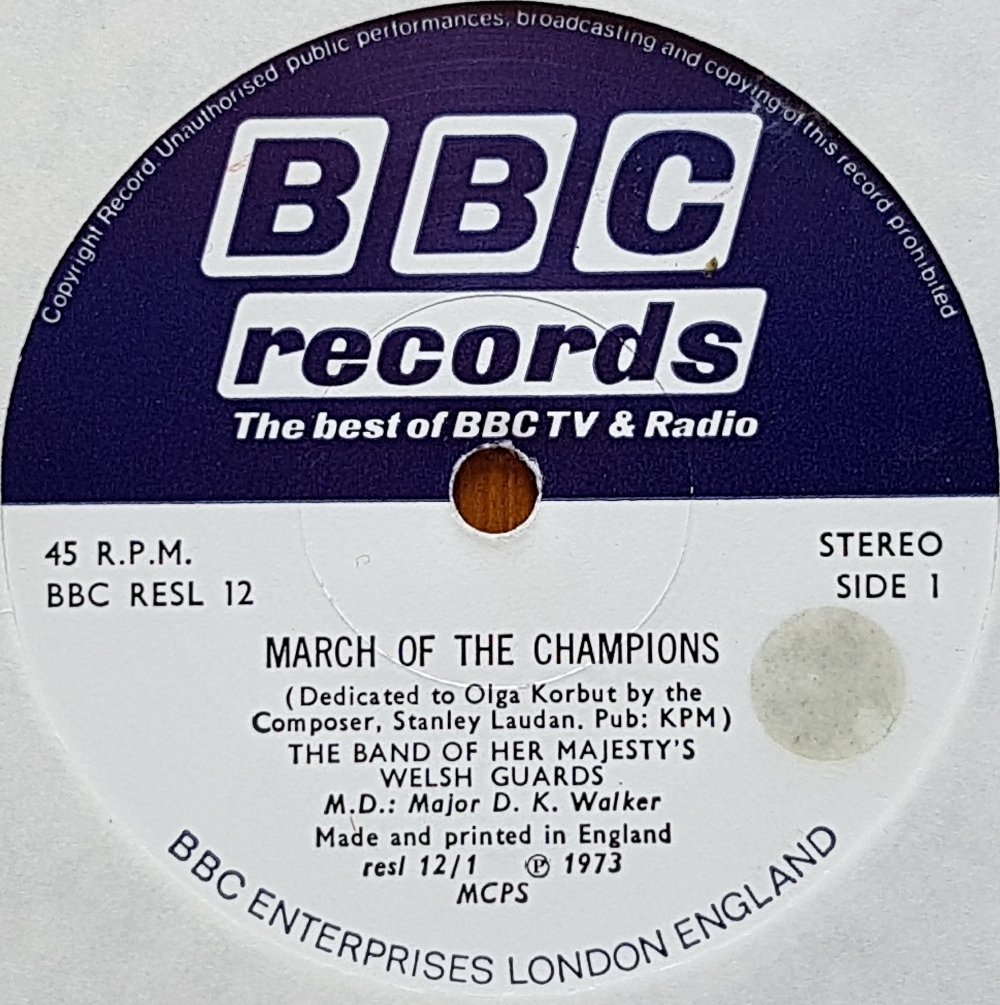 Copyright Record. Unauthorised public performances, broadcasting and copying of this record prohibited
BBC
records
The best of BBC TV & Radio
45 R.P.M.
BBC RESL 12
STEREO
SIDE 1
MARCH OF THE CHAMPIONS
(Dedicated to Olga Korbut by the
Composer, Stanley Laudan. Pub: KPM)
THE BAND OF HER MAJESTY'S
WELSH GUARDS
M.D.: Major D. K. Walker
Made and printed in England
resl 12/1 ℗ 1973
MCPS
BBC ENTERPRISES LONDON ENGLAND